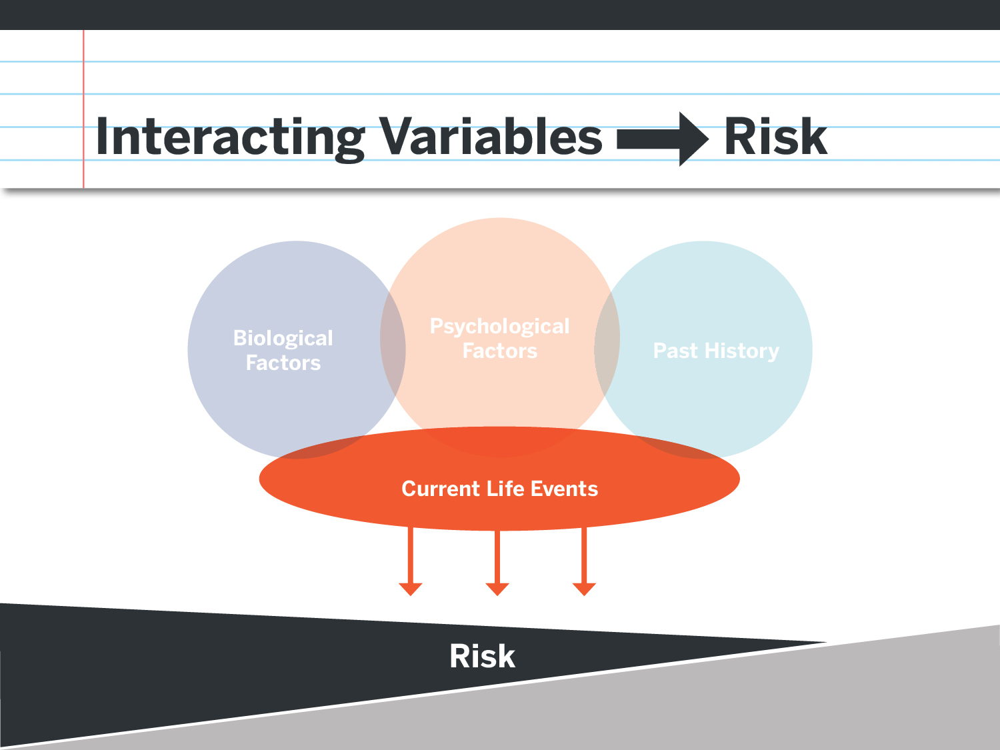 Interacting Variables Risk
Biological
Factors
Psychological
Factors
Past History
Current Life Events
Risk